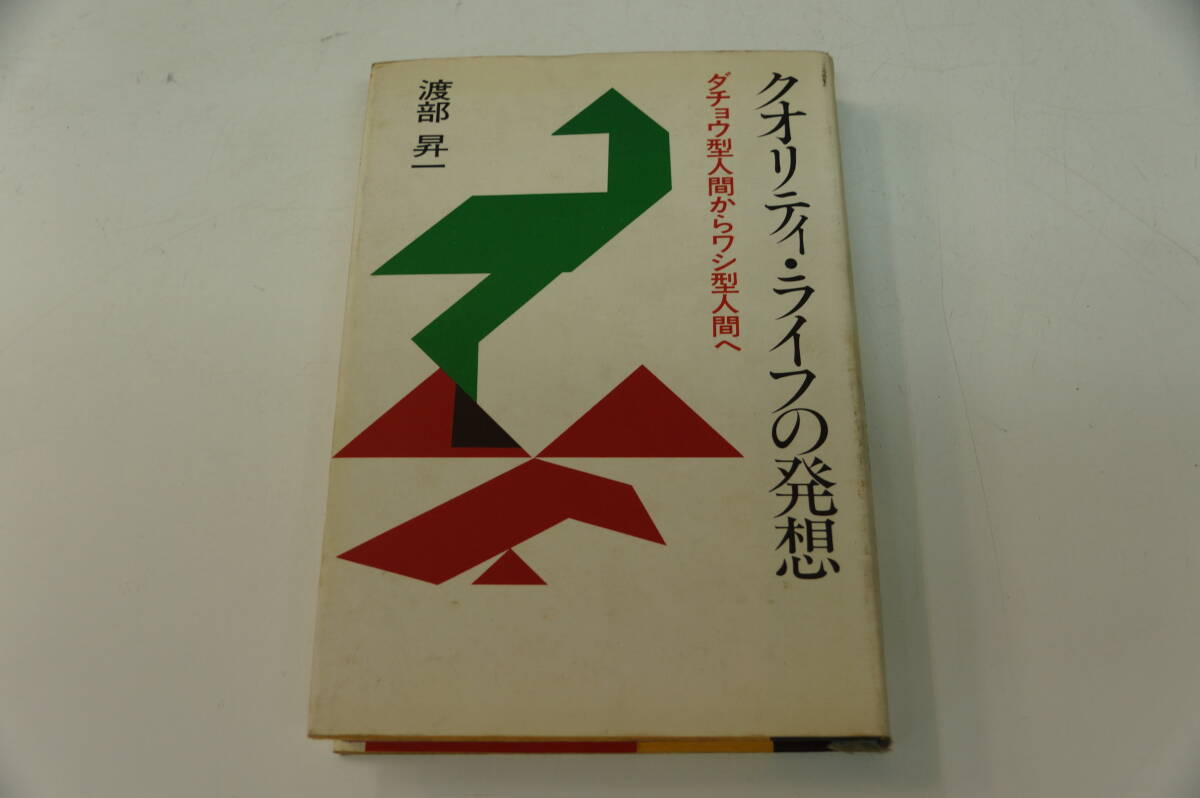 クオリティ・ライフの発想
ダチョウ型人間からワシ型人間へ
渡部 昇一